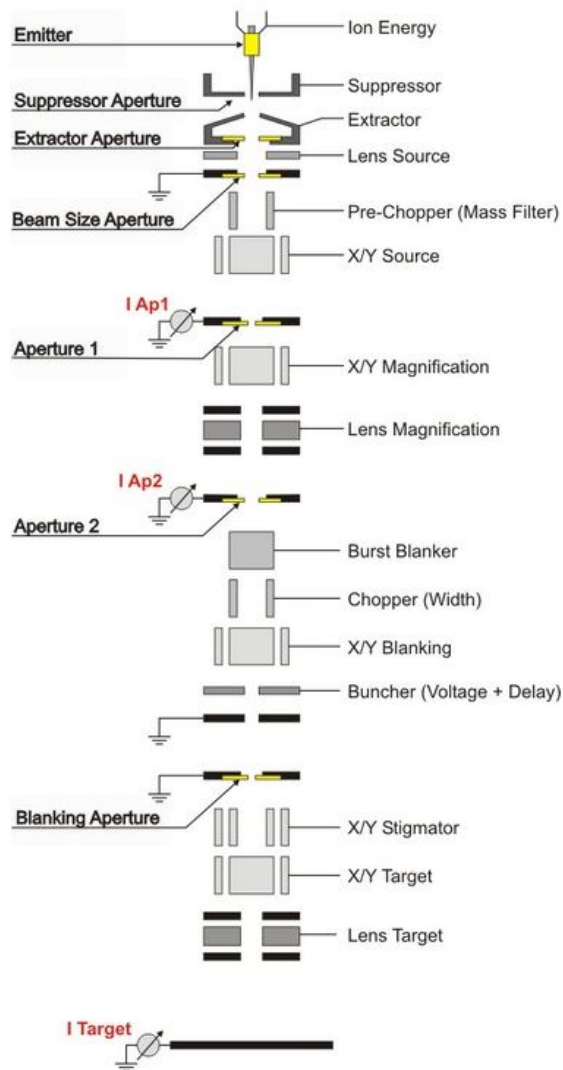 Emitter
Ion Energy
Suppressor
Suppressor Aperture
Extractor
Extractor Aperture
Lens Source
Beam Size Aperture
Pre-Chopper (Mass Filter)
X/Y Source
I Ap1
Aperture 1
X/Y Magnification
Lens Magnification
I Ap2
Aperture 2
Burst Blanker
Chopper (Width)
X/Y Blanking
Buncher (Voltage + Delay)
Blanking Aperture
X/Y Stigmator
X/Y Target
Lens Target
I Target